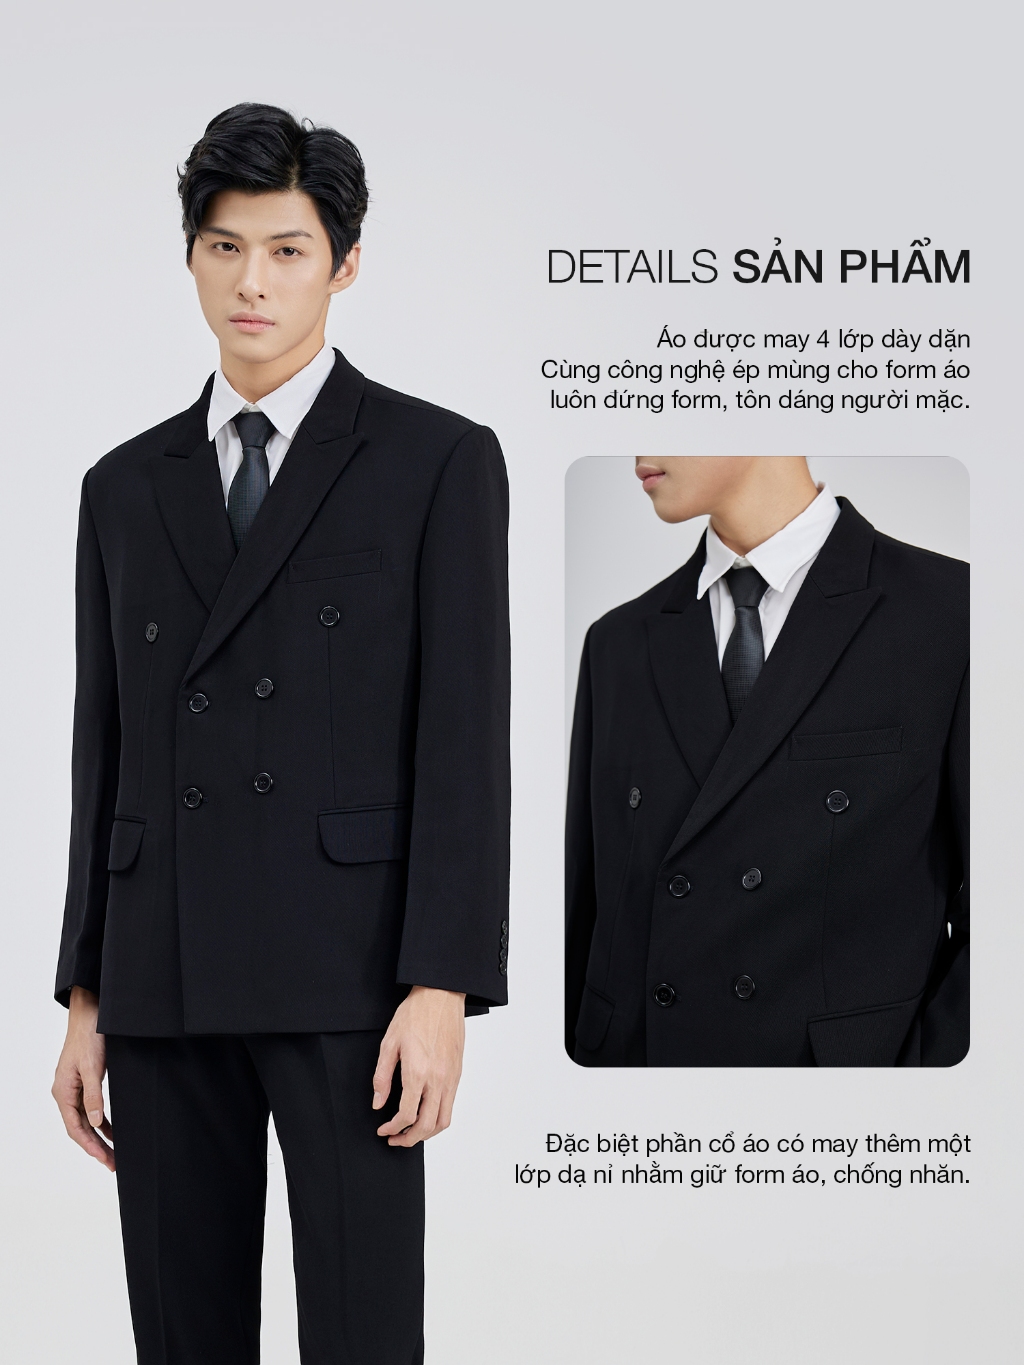 DETAILS SẢN PHẨM
Áo được may 4 lớp dày dặn
Cùng công nghệ ép mùng cho form áo
luôn đứng form, tôn dáng người mặc.
Đặc biệt phần cổ áo có may thêm một
lớp dạ nỉ nhằm giữ form áo, chống nhăn.